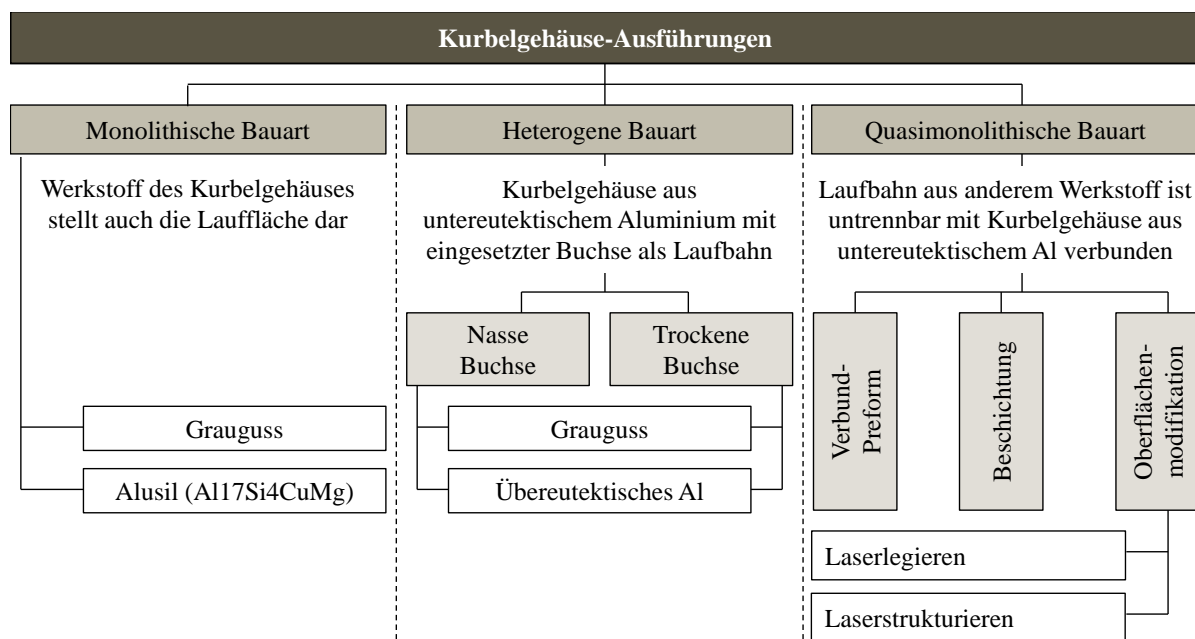 Kurbelgehäuse-Ausführungen
Monolithische Bauart
Werkstoff des Kurbelgehäuses
stellt auch die Lauffläche dar
Grauguss
Alusil (Al17Si4CuMg)
Heterogene Bauart
Kurbelgehäuse aus
untereutektischem Aluminium mit
eingesetzter Buchse als Laufbahn
Nasse
Buchse
Trockene
Buchse
Grauguss
Übereutektisches Al
Quasimonolithische Bauart
Laufbahn aus anderem Werkstoff ist
untrennbar mit Kurbelgehäuse aus
untereutektischem Al verbunden
Verbund-
Preform
Beschichtung
Oberflächen-
modifikation
Laserlegieren
Laserstrukturieren